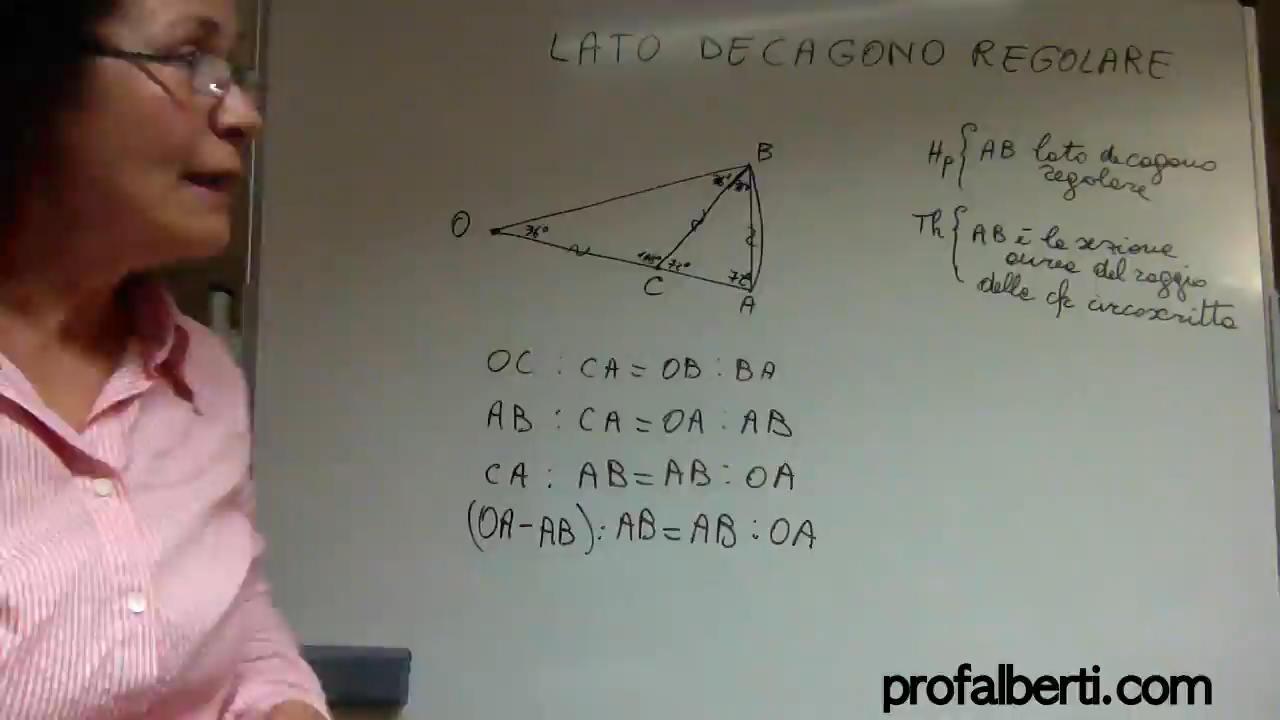 LATO DECAGONO REGOLARE
Hp { AB lato decagono
regolare
Th { AB è la sezione
aurea del raggio
della cfr circoscritta
B
36° 36°
O
36°
108° 72°
72°
C
A
OC : CA = OB : BA
AB : CA = OA : AB
CA : AB = AB : OA
(OA - AB) : AB = AB : OA
profalberti.com